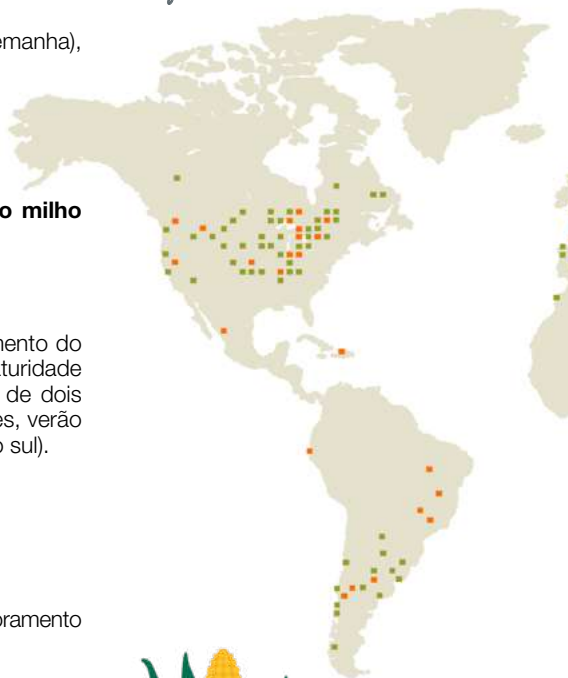 emanha),
o milho
mento do
aturidade
de dois
es, verão
o sul).
oramento